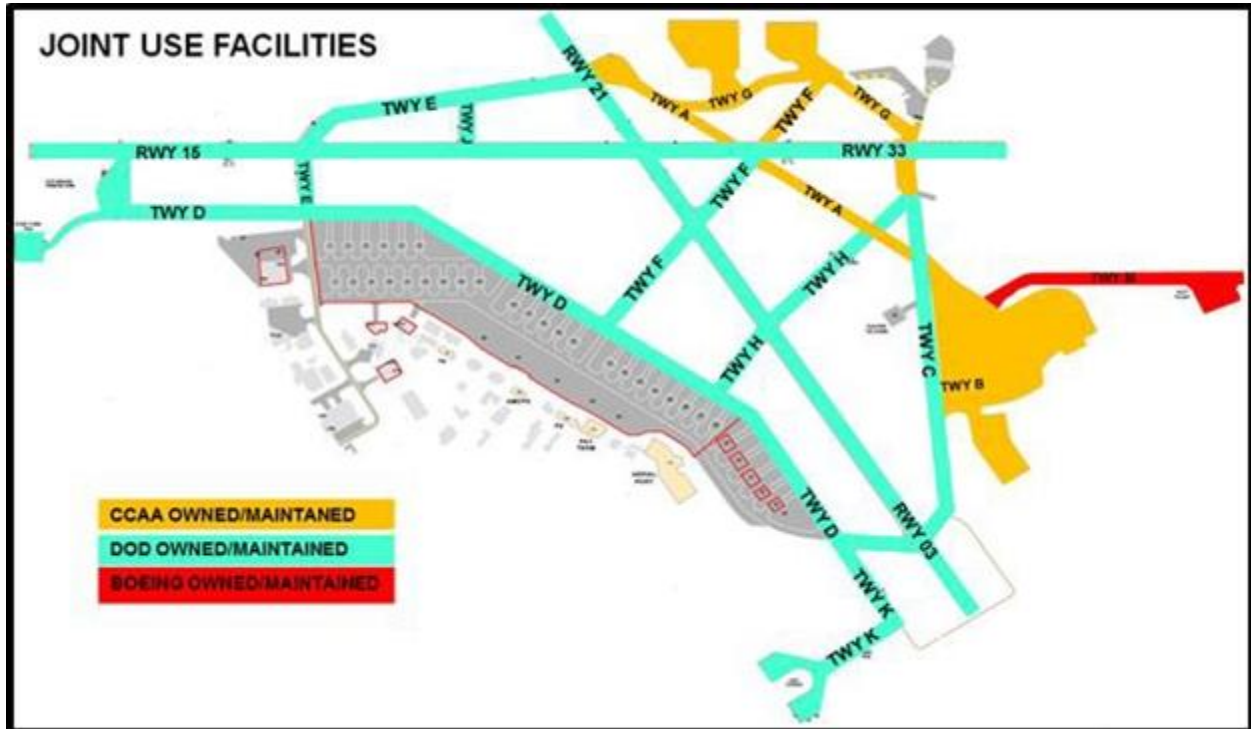 JOINT USE FACILITIES
RWY 21
TWY A
TWY G
TWY F
TWY G
TWY E
TWY J
RWY 15
RWY 33
TWY E
TWY F
TWY A
TWY D
TWY H
TWY F
TWY D
TWY M
TWY H
TWY C
TWY B
TWY D
RWY 03
TWY K
TWY K
CCAA OWNED/MAINTANED
DOD OWNED/MAINTAINED
BOEING OWNED/MAINTAINED